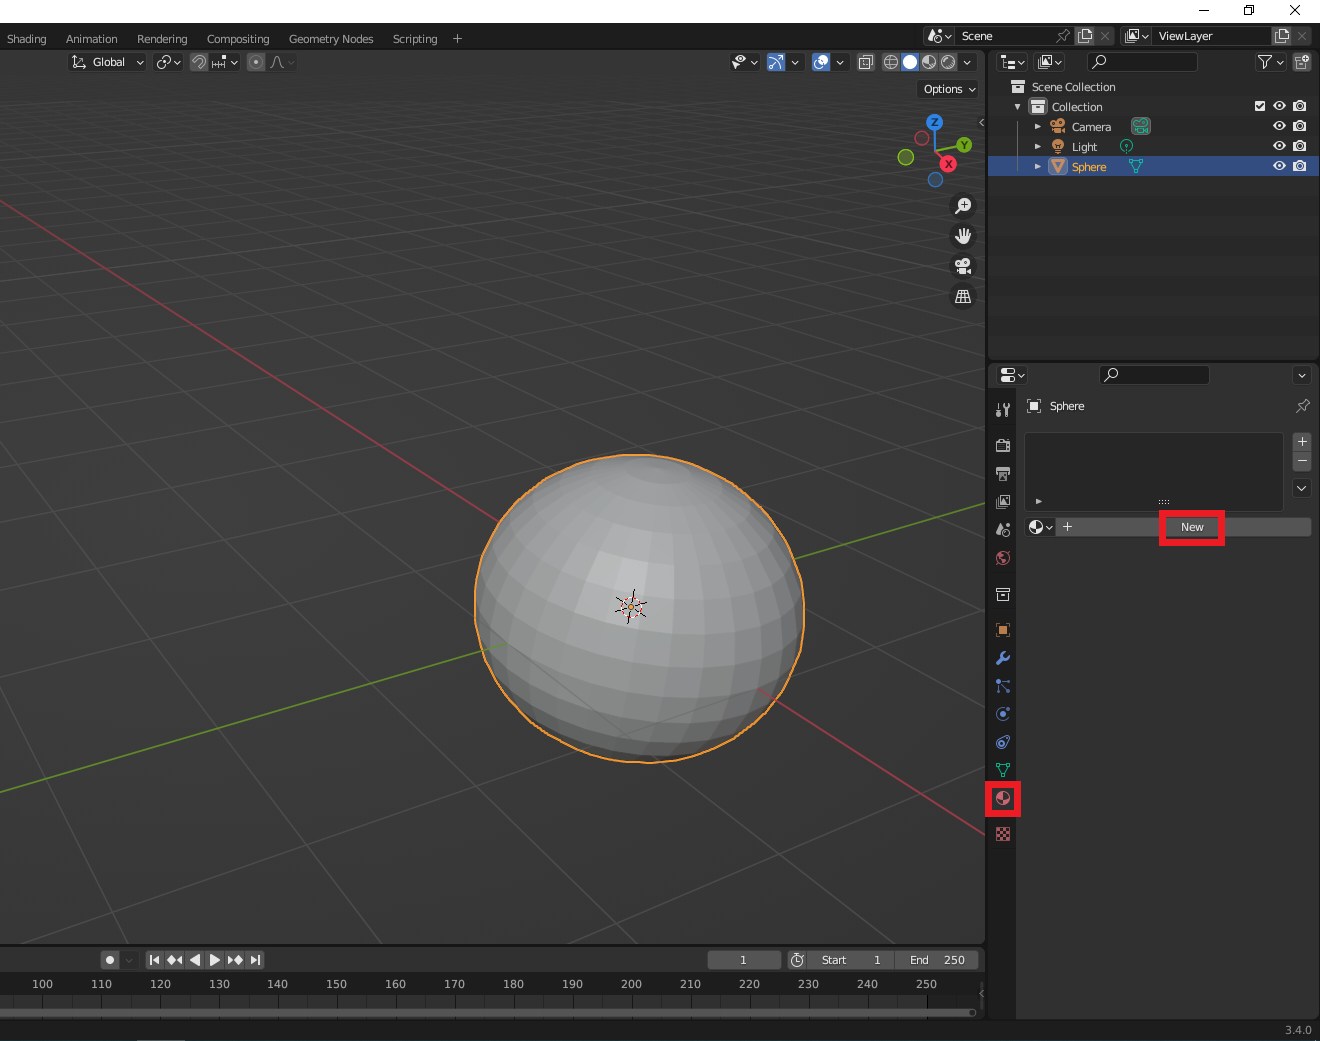 Shading Animation Rendering Compositing Geometry Nodes Scripting +
Scene
ViewLayer
Global
Options
Z
Y
X
Scene Collection
Collection
Camera
Light
Sphere
Sphere
New
1
Start 1
End 250
100 110 120 130 140 150 160 170 180 190 200 210 220 230 240 250
3.4.0